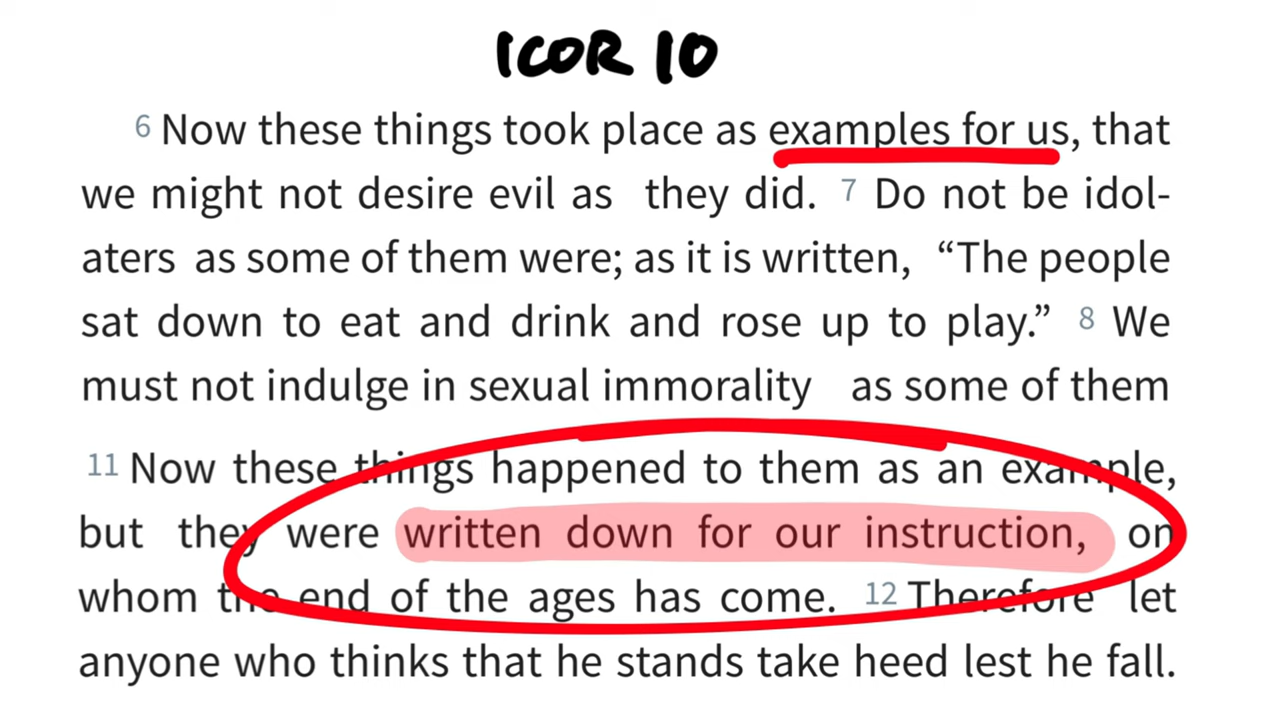 1COR 10
6 Now these things took place as examples for us, that
we might not desire evil as they did. 7 Do not be idol-
aters as some of them were; as it is written, “The people
sat down to eat and drink and rose up to play.” 8 We
must not indulge in sexual immorality as some of them
11 Now these things happened to them as an example,
but they were written down for our instruction, on
whom the end of the ages has come. 12 Therefore let
anyone who thinks that he stands take heed lest he fall.